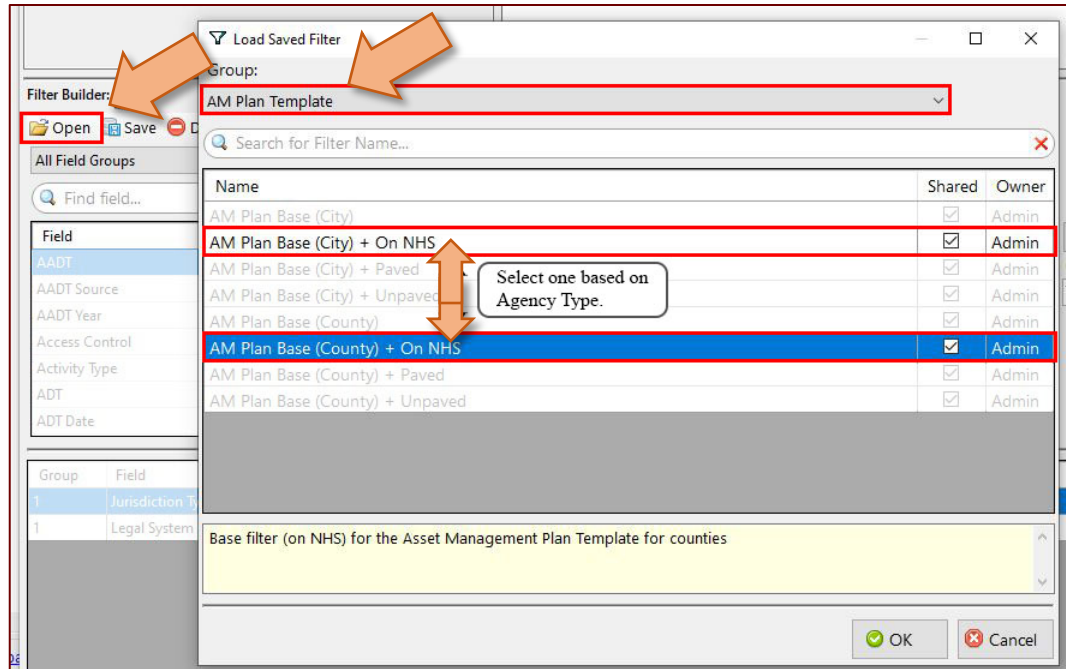 Load Saved Filter
Group:
AM Plan Template
Search for Filter Name...
Name Shared Owner
AM Plan Base (City) Admin
AM Plan Base (City) + On NHS Admin
AM Plan Base (City) + Paved Admin
AM Plan Base (City) + Unpaved Admin
AM Plan Base (County) Admin
AM Plan Base (County) + On NHS Admin
AM Plan Base (County) + Paved Admin
AM Plan Base (County) + Unpaved Admin
Select one based on
Agency Type.
Base filter (on NHS) for the Asset Management Plan Template for counties
OK Cancel
Filter Builder:
Open Save
All Field Groups
Find field...
Field
AADT
AADT Source
AADT Year
Access Control
Activity Type
ADT
ADT Date
Group Field
1 Jurisdiction
1 Legal System